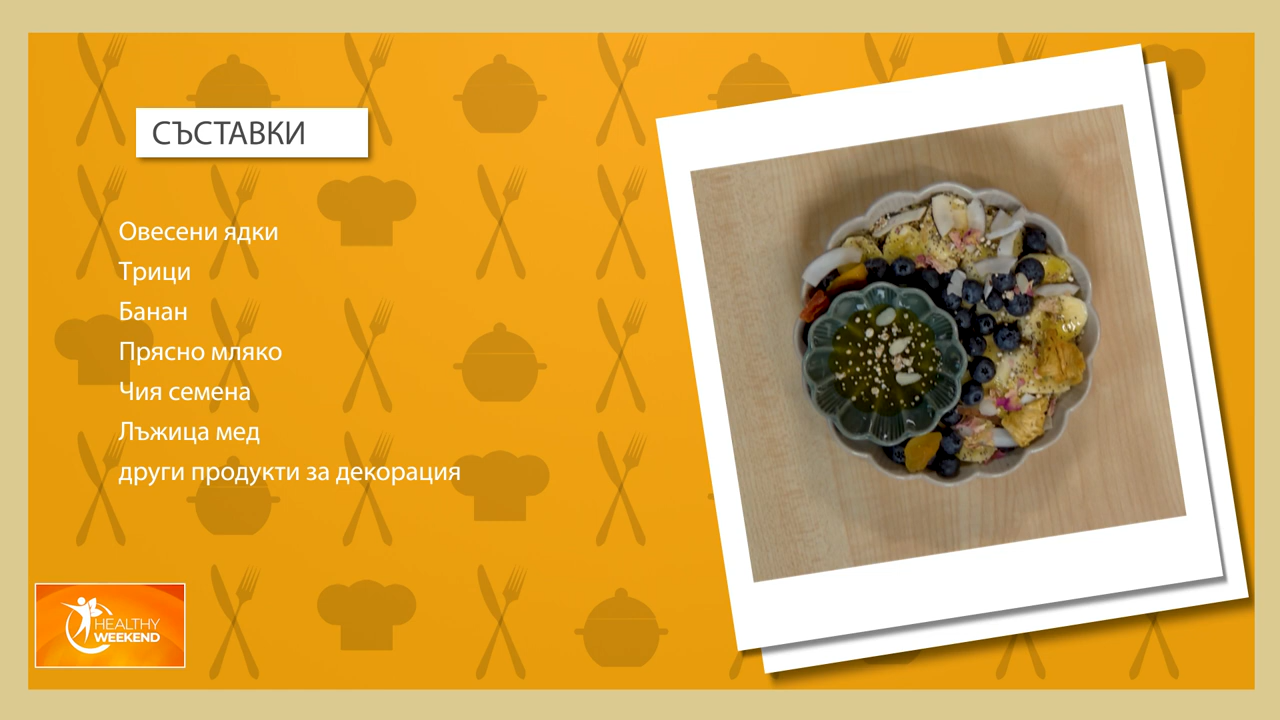 СЪСТАВКИ
Овесени ядки
Трици
Банан
Прясно мляко
Чия семена
Лъжица мед
други продукти за декорация
HEALTHY
WEEKEND